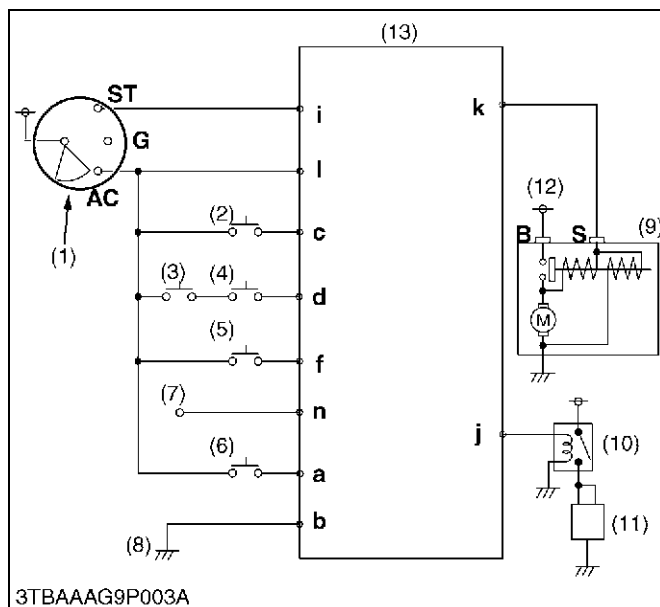 (13)
ST
i
k
G
l
AC
(12)
(1)
(2)
c
B
S
(9)
(3)
(4)
d
M
(5)
f
(7)
n
j
(10)
(6)
a
(11)
b
(8)
3TBAAAG9P003A